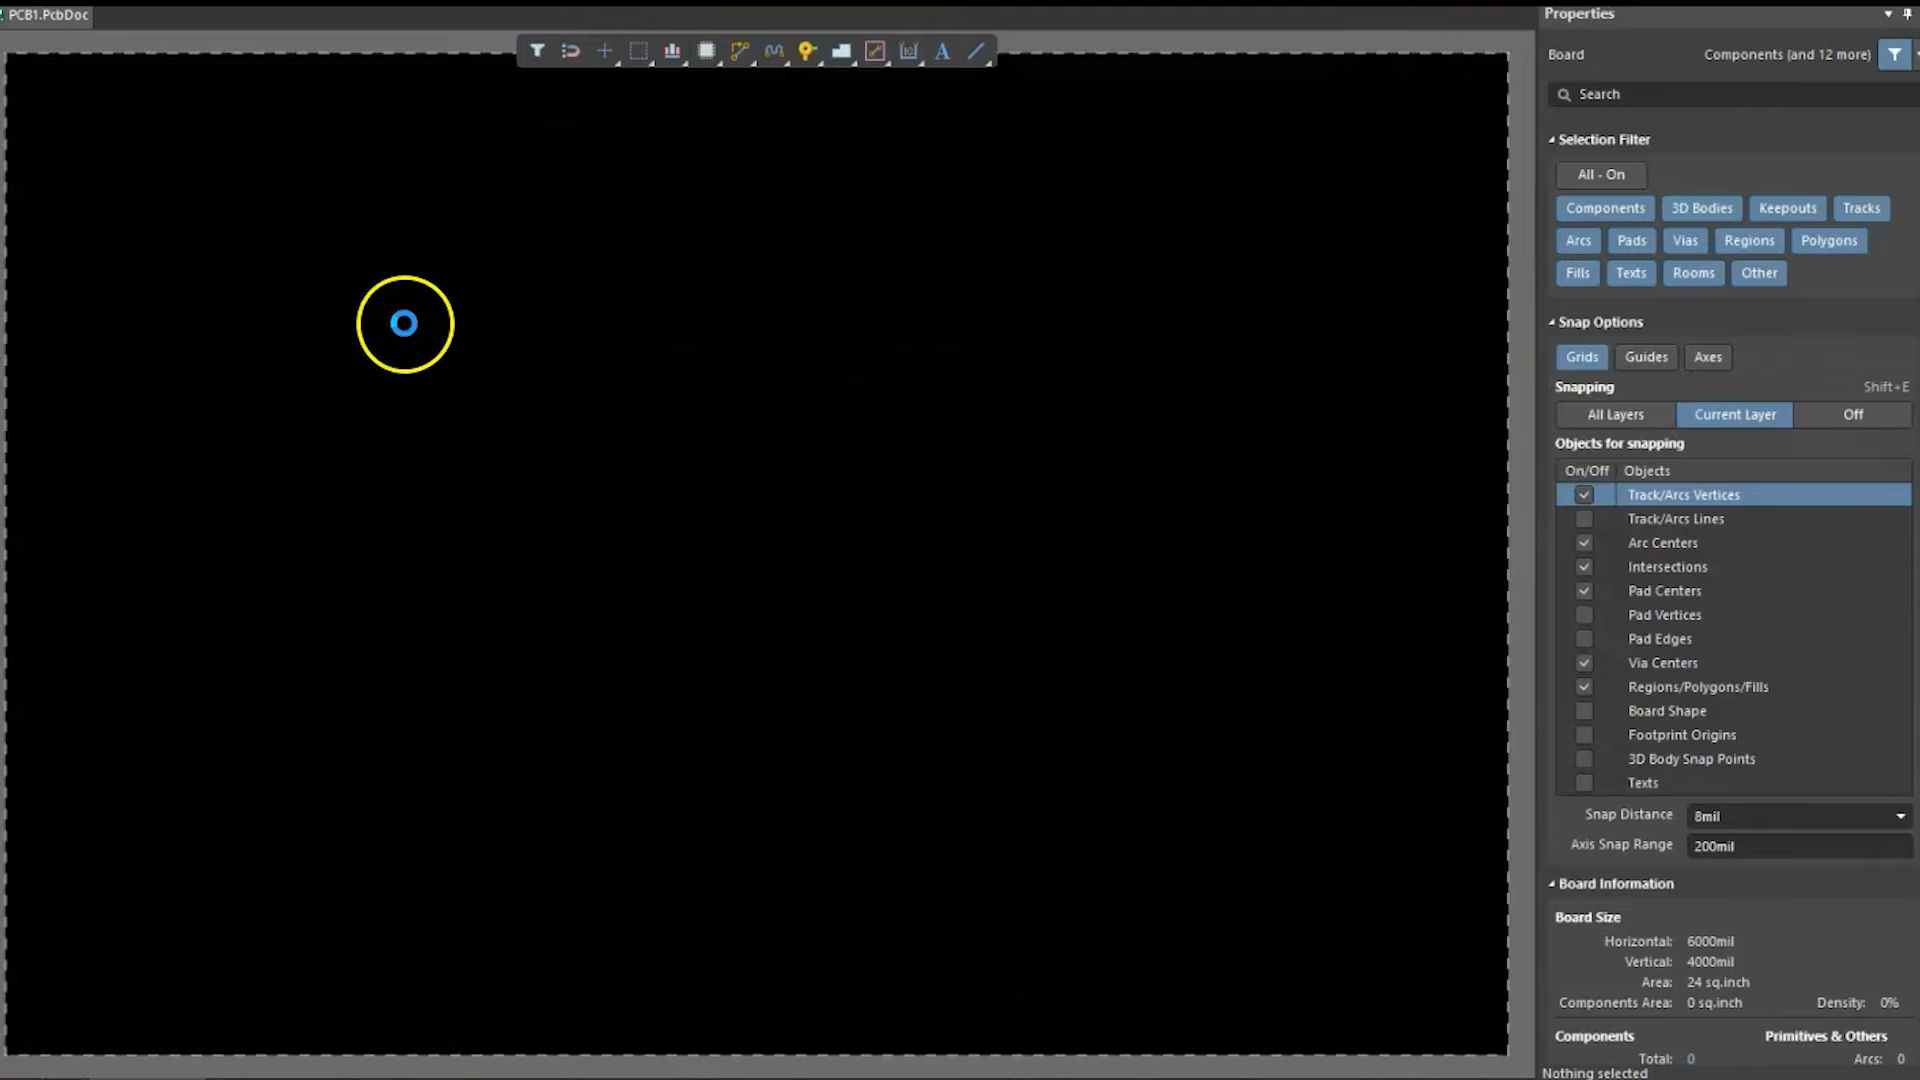 PCB1.PcbDoc
Properties
Board Components (and 12 more)
Search
Selection Filter
All - On
Components 3D Bodies Keepouts Tracks
Arcs Pads Vias Regions Polygons
Fills Texts Rooms Other
Snap Options
Grids Guides Axes
Snapping Shift+E
All Layers Current Layer Off
Objects for snapping
On/Off Objects
Track/Arcs Vertices
Track/Arcs Lines
Arc Centers
Intersections
Pad Centers
Pad Vertices
Pad Edges
Via Centers
Regions/Polygons/Fills
Board Shape
Footprint Origins
3D Body Snap Points
Texts
Snap Distance 8mil
Axis Snap Range 200mil
Board Information
Board Size
Horizontal: 6000mil
Vertical: 4000mil
Area: 24 sq.inch
Components Area: 0 sq.inch Density: 0%
Components Primitives & Others
Total: 0 Arcs: 0
Nothing selected